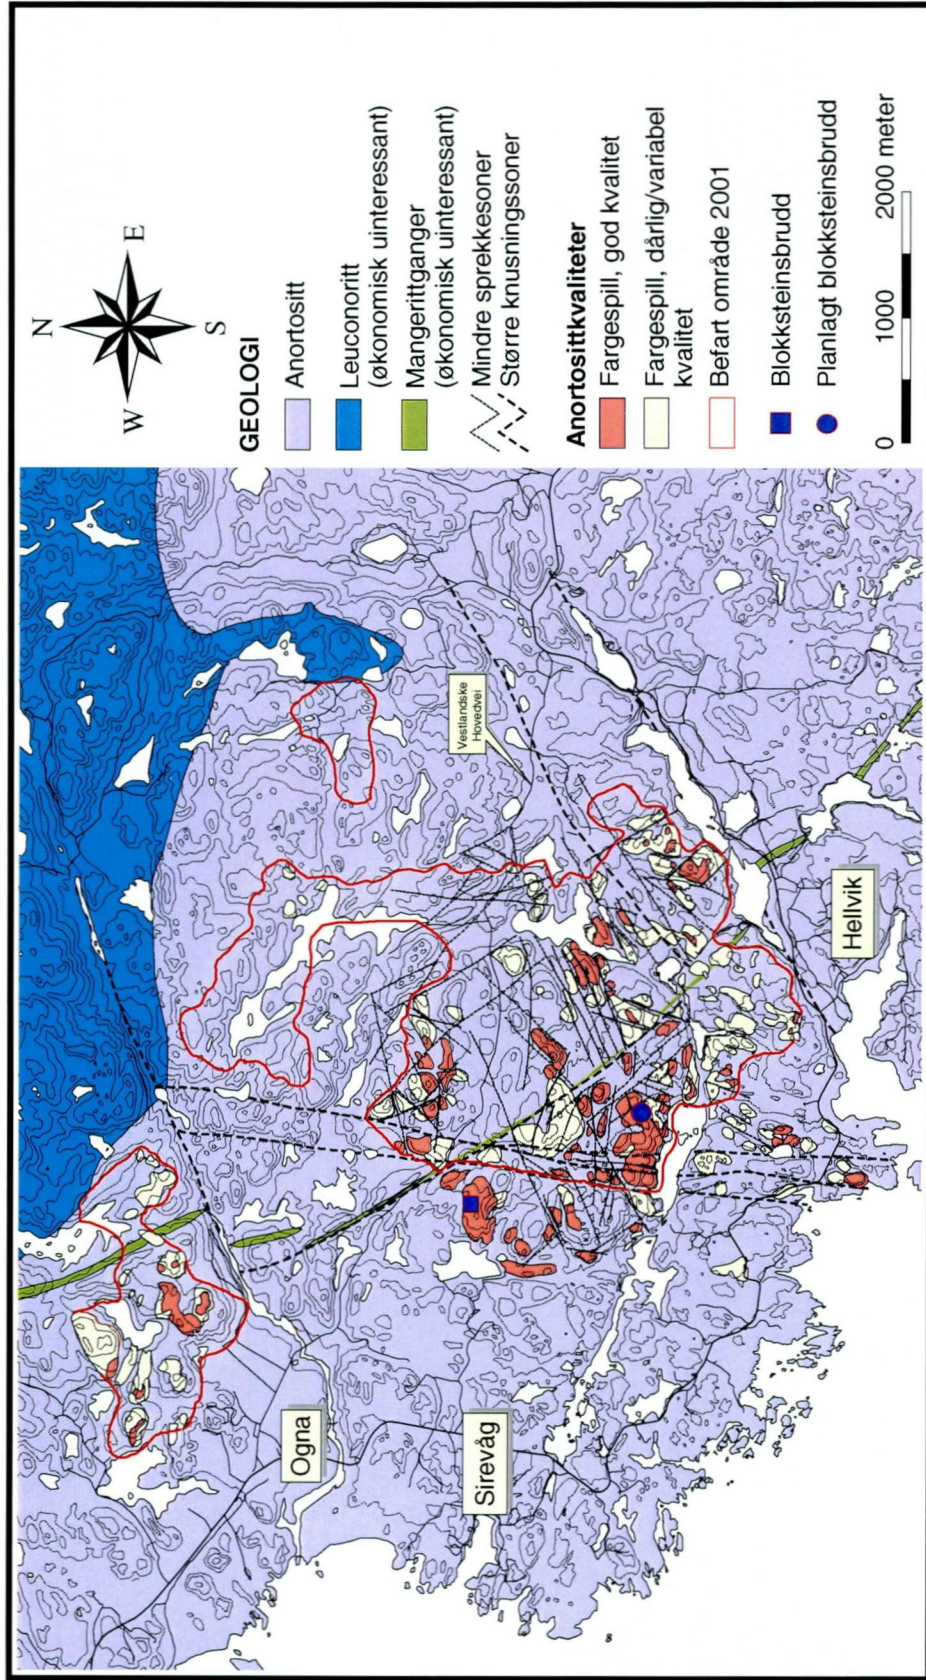 N
E
S
W
GEOLOGI
Anortositt
Leuconoritt
(økonomisk uinteressant)
Mangerittganger
(økonomisk uinteressant)
Mindre sprekkesoner
Større knusningssoner
Anortosittkvaliteter
Fargespill, god kvalitet
Fargespill, dårlig/variabel
kvalitet
Befart område 2001
Blokksteinsbrudd
Planlagt blokksteinsbrudd
0
1000
2000 meter
Ogna
Sirevåg
Vestlandske
Hovedvei
Hellvik